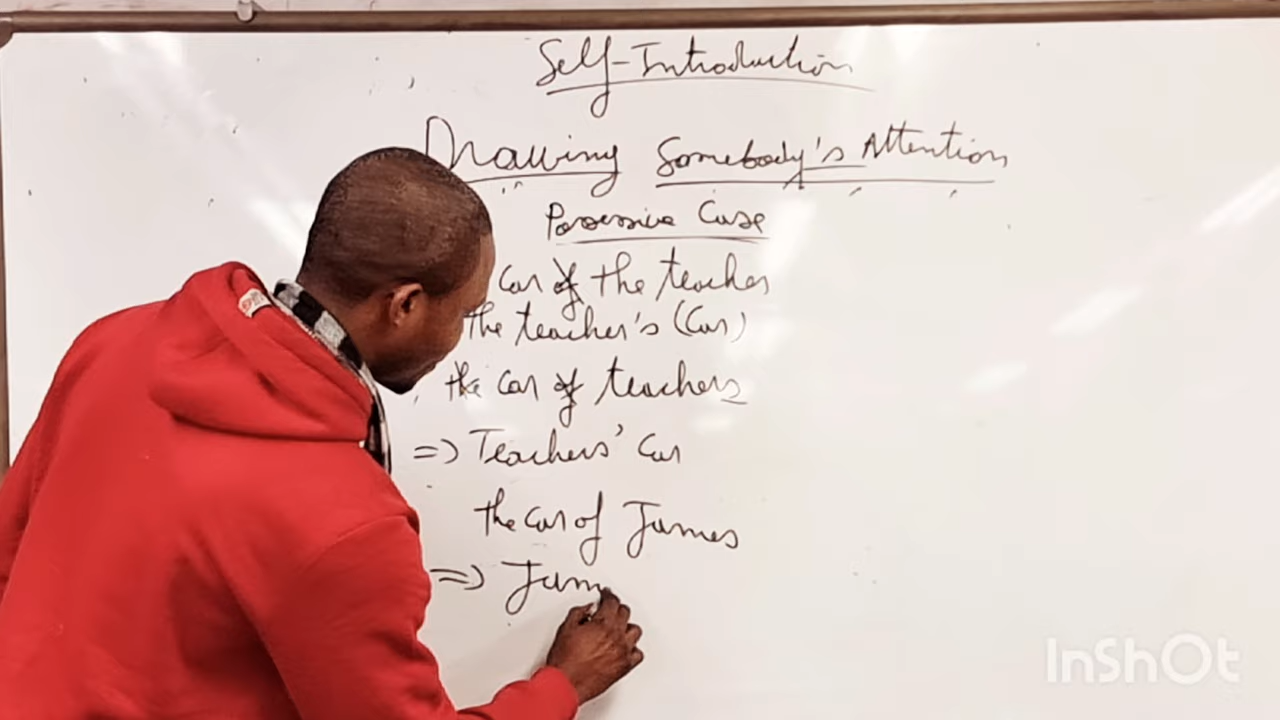 Self-Introduction
Drawing Somebody's Attention
Possessive Case
Car of the teacher
the teacher's (Car)
the car of teachers
=> Teachers' Car
the car of James
=> Jam
InShOt